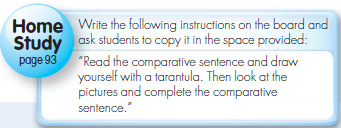 Home
Study
page 93
Write the following instructions on the board and
ask students to copy it in the space provided:
"Read the comparative sentence and draw
yourself with a tarantula. Then look at the
pictures and complete the comparative
sentence."